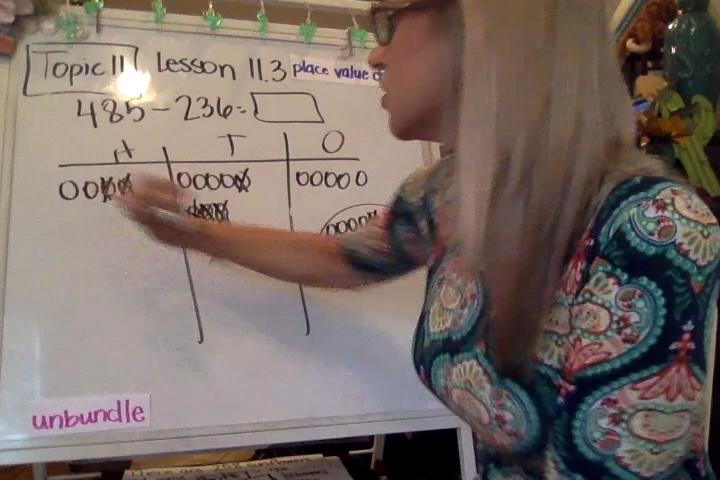 Topic 11 Lesson 11.3 place value
485 - 236 =
H T O
unbundle